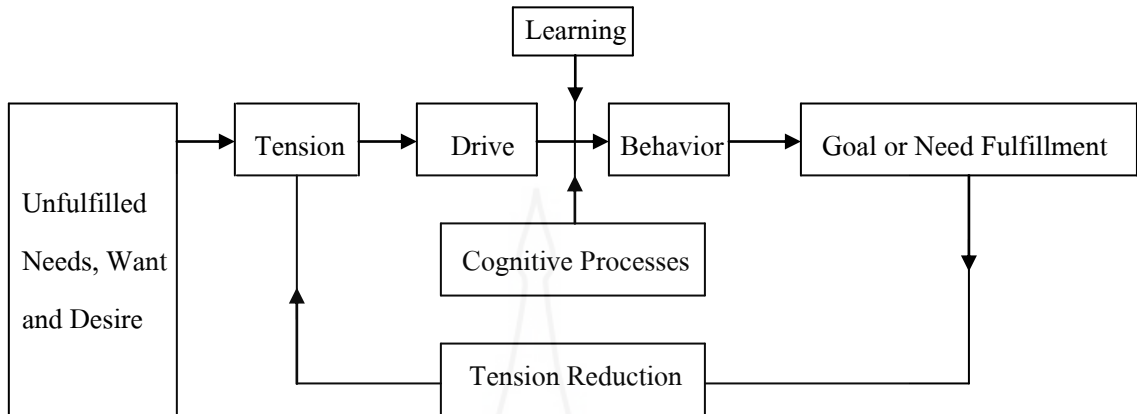 Learning
Tension
Drive
Behavior
Goal or Need Fulfillment
Unfulfilled
Needs, Want
and Desire
Cognitive Processes
Tension Reduction